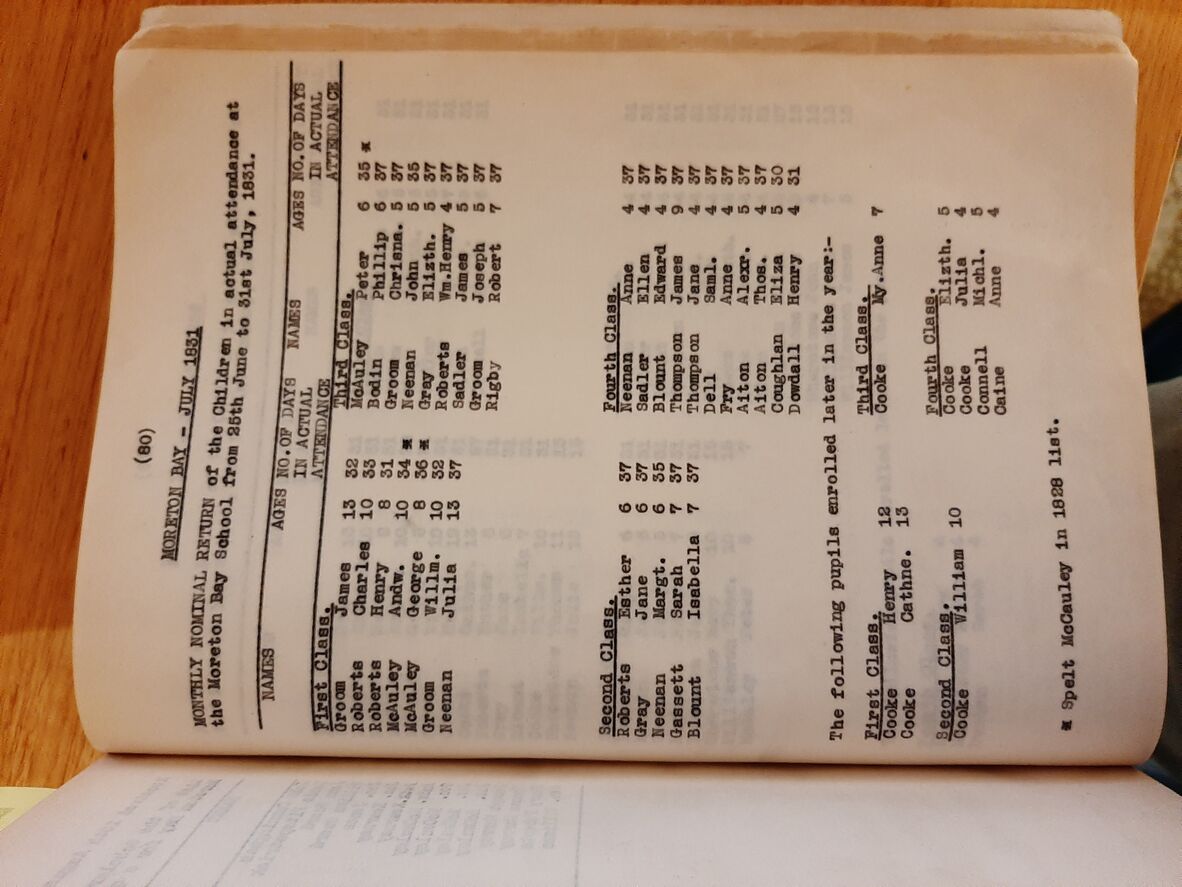 (80)
MORETON BAY - JULY 1831
MONTHLY NOMINAL RETURN of the Children in actual attendance at
the Moreton Bay School from 25th June to 31st July, 1831.
NAMES AGES NO.OF DAYS IN ACTUAL ATTENDANCE
First Class.
Groom James 13 32
Roberts Charles 10 33
Roberts Henry 8 31
McAuley Andw. 10 34 *
McAuley George 8 36 *
Groom Willm. 10 32
Neenan Julia 13 37
Second Class.
Roberts Esther 6 37
Gray Jane 6 37
Neenan Margt. 6 35
Gassett Sarah 7 37
Blount Isabella 7 37
NAMES AGES NO.OF DAYS IN ACTUAL ATTENDANCE
Third Class.
McAuley Peter 6 35 *
Bodin Phillip 6 37
Groom Chrisna. 5 37
Neenan John 5 35
Gray Elizth. 5 37
Roberts Wm.Henry 4 37
Sadler James 5 37
Groom Joseph 5 37
Rigby Robert 7 37
Fourth Class.
Neenan Anne 4 37
Sadler Ellen 4 37
Blount Edward 4 37
Thompson James 9 37
Thompson Jane 4 37
Dell Saml. 4 37
Fry Anne 4 37
Aiton Alexr. 5 37
Aiton Thos. 4 37
Coughlan Eliza 5 30
Dowdall Henry 4 31
The following pupils enrolled later in the year:-
First Class.
Cooke Henry 12
Cooke Cathne. 13
Second Class.
Cooke William 10
Third Class.
Cooke My.Anne 7
Fourth Class.
Cooke Elizth. 5
Cooke Julia 4
Connell Michl. 5
Caine Anne 4
* Spelt McCauley in 1828 list.